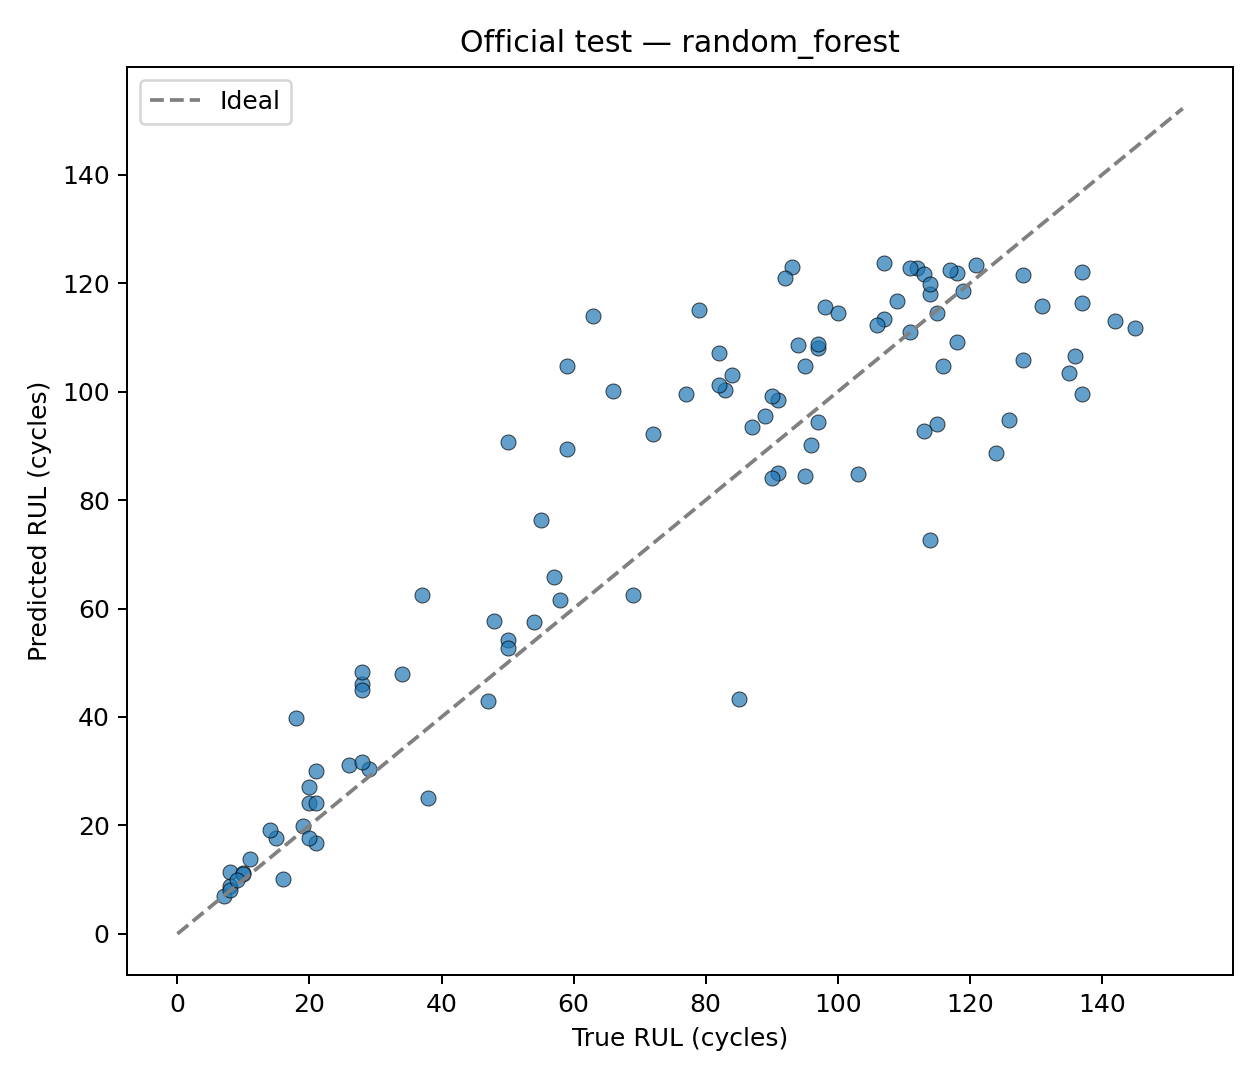 Official test — random_forest
Ideal
140
120
100
80
60
40
20
0
Predicted RUL (cycles)
0 20 40 60 80 100 120 140
True RUL (cycles)